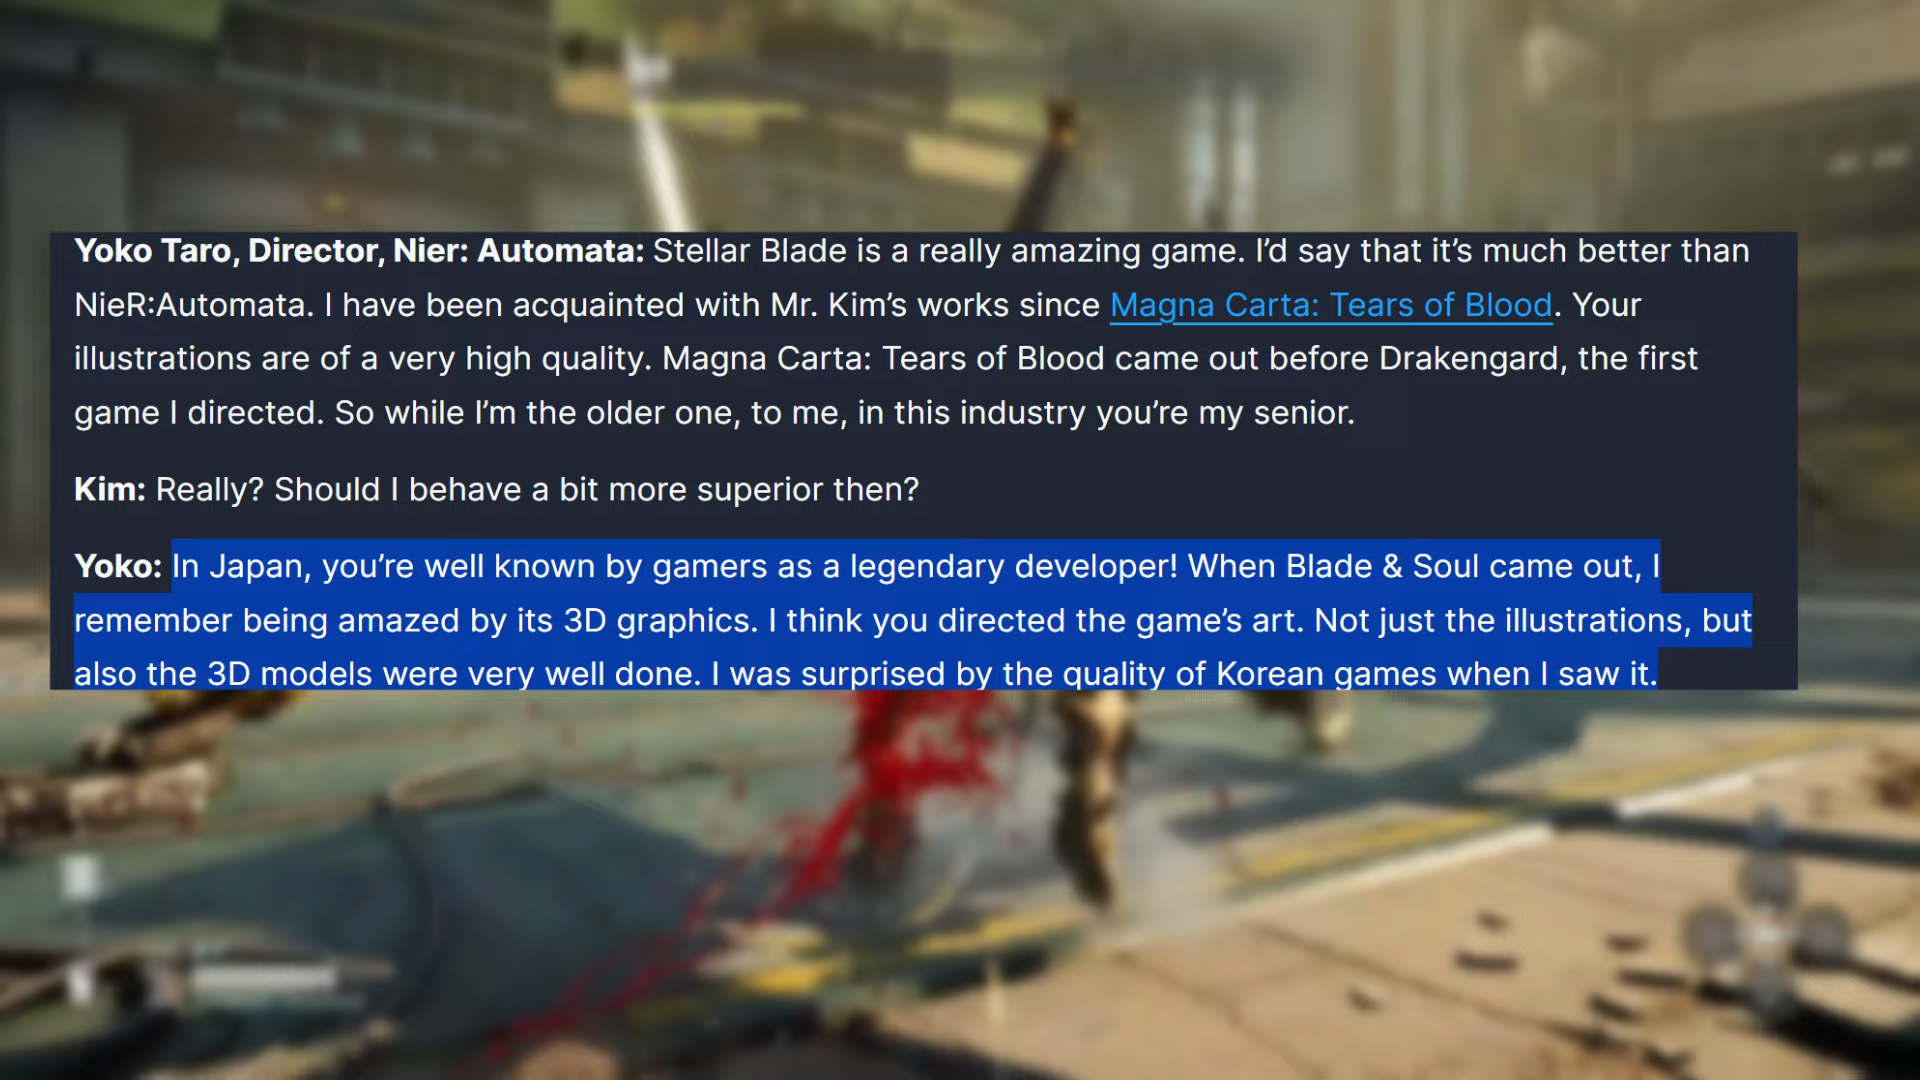 Yoko Taro, Director, Nier: Automata: Stellar Blade is a really amazing game. I’d say that it’s much better than
NieR:Automata. I have been acquainted with Mr. Kim’s works since Magna Carta: Tears of Blood. Your
illustrations are of a very high quality. Magna Carta: Tears of Blood came out before Drakengard, the first
game I directed. So while I’m the older one, to me, in this industry you’re my senior.
Kim: Really? Should I behave a bit more superior then?
Yoko: In Japan, you’re well known by gamers as a legendary developer! When Blade & Soul came out, I
remember being amazed by its 3D graphics. I think you directed the game’s art. Not just the illustrations, but
also the 3D models were very well done. I was surprised by the quality of Korean games when I saw it.